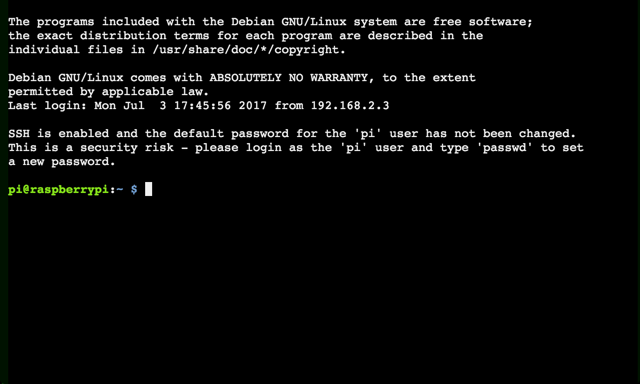 The programs included with the Debian GNU/Linux system are free software;
the exact distribution terms for each program are described in the
individual files in /usr/share/doc/*/copyright.
Debian GNU/Linux comes with ABSOLUTELY NO WARRANTY, to the extent
permitted by applicable law.
Last login: Mon Jul  3 17:45:56 2017 from 192.168.2.3
SSH is enabled and the default password for the 'pi' user has not been changed.
This is a security risk - please login as the 'pi' user and type 'passwd' to set
a new password.
pi@raspberrypi:~ $